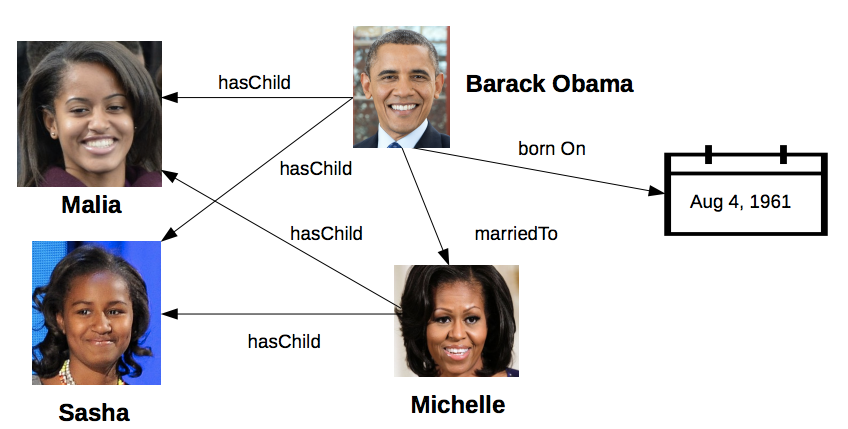 hasChild
Barack Obama
born On
hasChild
Malia
Aug 4, 1961
hasChild
marriedTo
hasChild
Michelle
Sasha